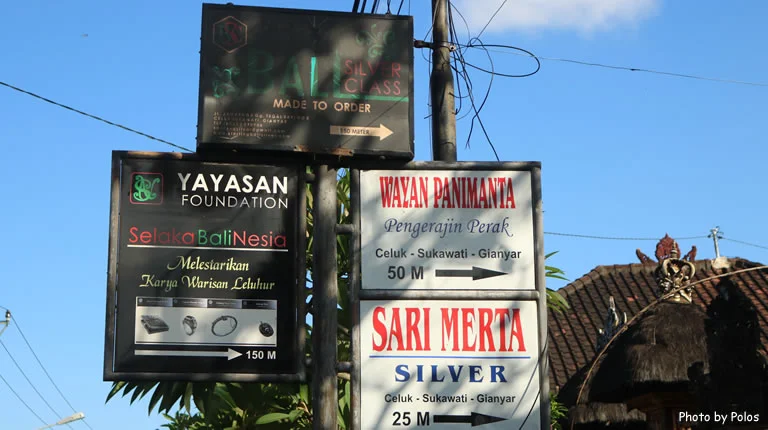 BALI
SILVER
CLASS
MADE TO ORDER
150 METER
YAYASAN
FOUNDATION
SelakaBaliNesia
Melestarikan
Karya Warisan Leluhur
150 M
WAYAN PANIMANTA
Pengerajin Perak
Celuk - Sukawati - Gianyar
50 M
SARI MERTA
SILVER
Celuk - Sukawati - Gianyar
25 M
Photo by Polos